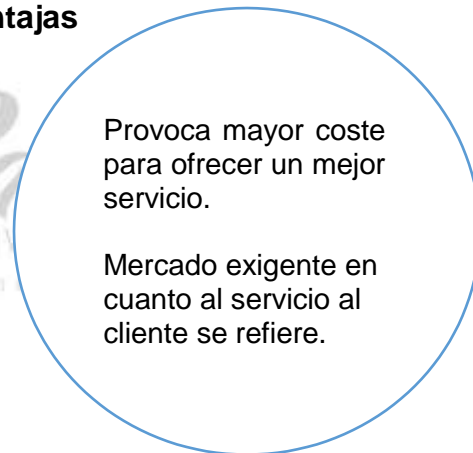 ntajas
Provoca mayor coste
para ofrecer un mejor
servicio.
Mercado exigente en
cuanto al servicio al
cliente se refiere.